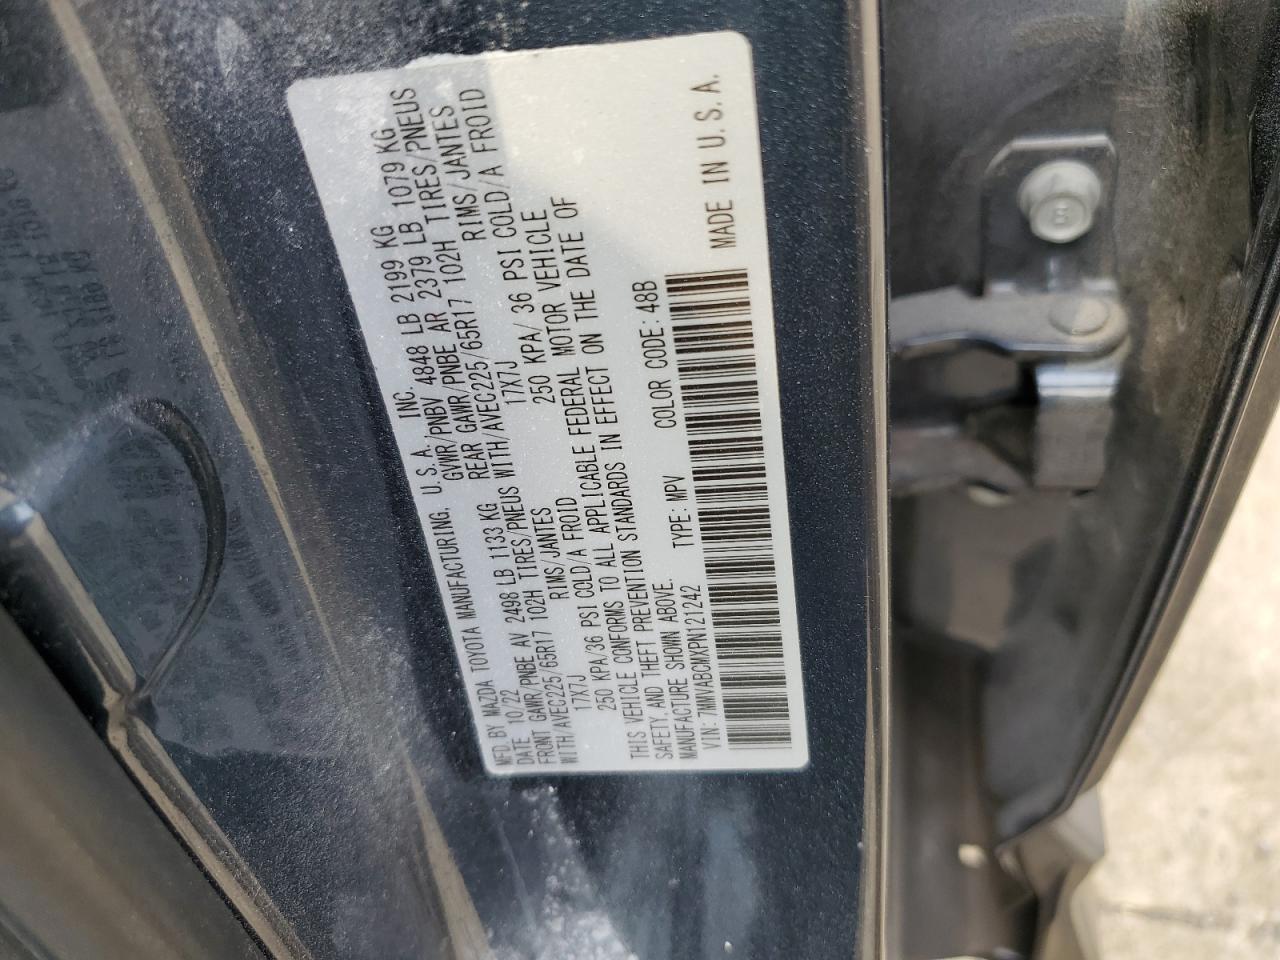 MFD BY MAZDA TOYOTA MANUFACTURING, U.S.A. INC.
DATE 10/22 GVWR/PNBV 4848 LB 2199 KG
FRONT GAWR/PNBE AV 2498 LB 1133 KG REAR GAWR/PNBE AR 2379 LB 1079 KG
WITH/AVEC225/65R17 102H TIRES/PNEUS WITH/AVEC225/65R17 102H TIRES/PNEUS
17X7J RIMS/JANTES 17X7J RIMS/JANTES
250 KPA/36 PSI COLD/A FROID 250 KPA/ 36 PSI COLD/A FROID
THIS VEHICLE CONFORMS TO ALL APPLICABLE FEDERAL MOTOR VEHICLE
SAFETY, AND THEFT PREVENTION STANDARDS IN EFFECT ON THE DATE OF
MANUFACTURE SHOWN ABOVE.
VIN: 7MMVABCMXPN121242 TYPE: MPV COLOR CODE: 48B
MADE IN U.S.A.
8